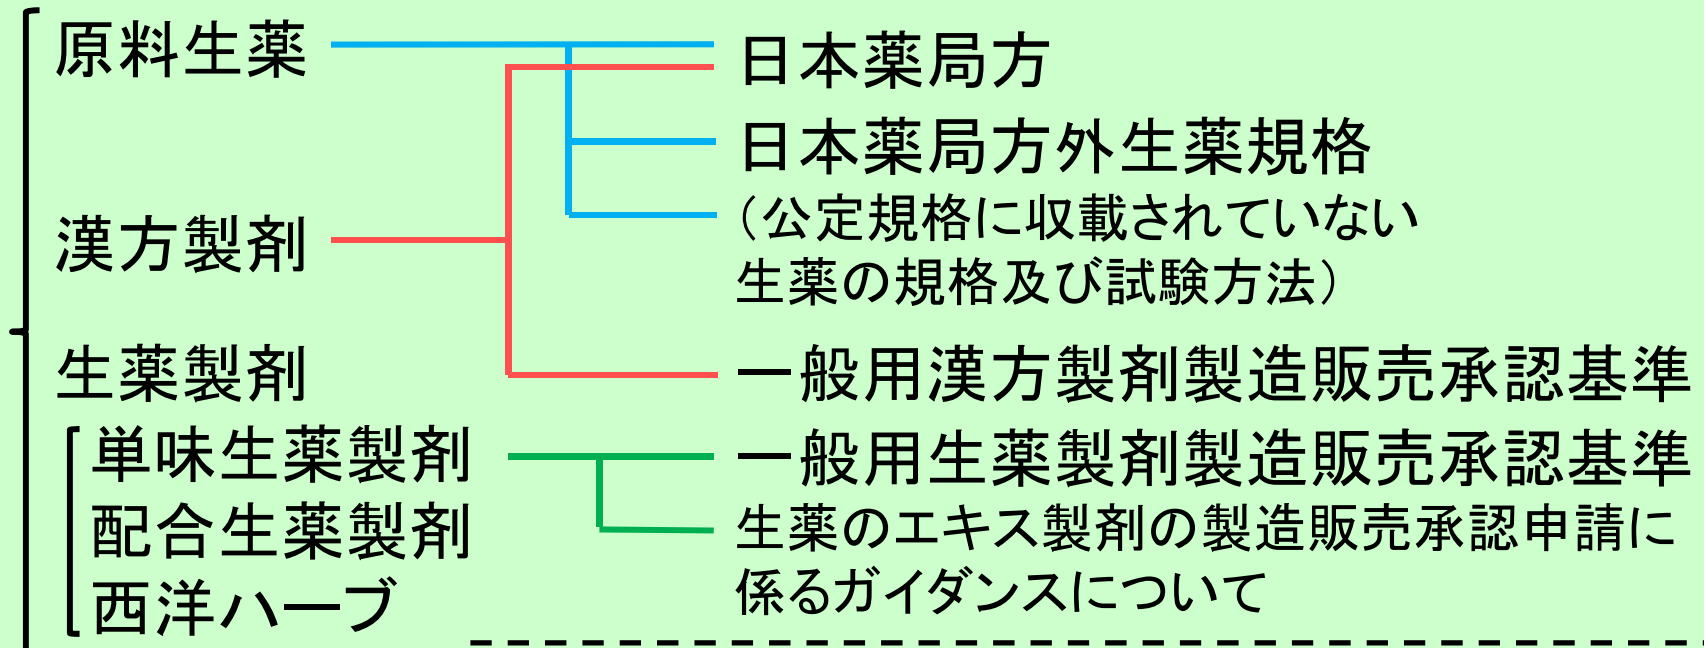 原料生薬
漢方製剤
生薬製剤
単味生薬製剤
配合生薬製剤
西洋ハーブ
日本薬局方
日本薬局方外生薬規格
（公定規格に収載されていない
生薬の規格及び試験方法）
一般用漢方製剤製造販売承認基準
一般用生薬製剤製造販売承認基準
生薬のエキス製剤の製造販売承認申請に
係るガイダンスについて